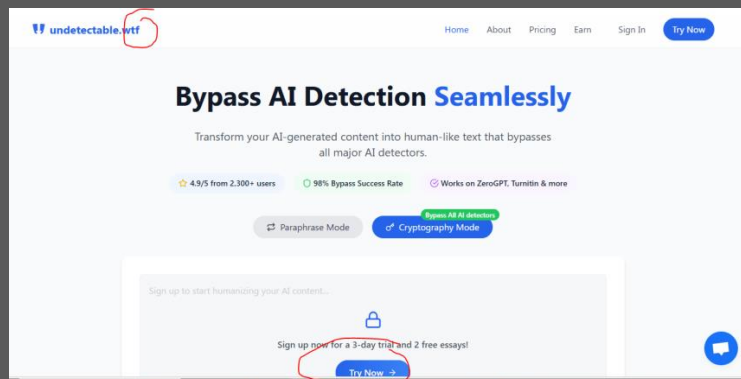 undetectable.wtf
Home About Pricing Earn Sign In Try Now
Bypass AI Detection Seamlessly
Transform your AI-generated content into human-like text that bypasses
all major AI detectors.
4.9/5 from 2,300+ users 98% Bypass Success Rate Works on ZeroGPT, Turnitin & more
Bypass All AI detectors
Paraphrase Mode Cryptography Mode
Sign up to start humanizing your AI content...
Sign up now for a 3-day trial and 2 free essays!
Try Now →